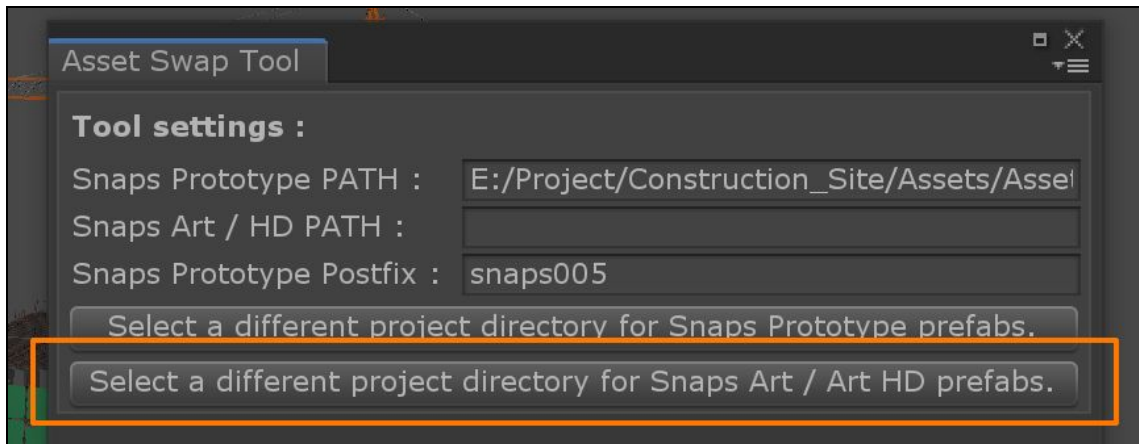 Asset Swap Tool
Tool settings :
Snaps Prototype PATH : E:/Project/Construction_Site/Assets/Asset
Snaps Art / HD PATH :
Snaps Prototype Postfix : snaps005
Select a different project directory for Snaps Prototype prefabs.
Select a different project directory for Snaps Art / Art HD prefabs.